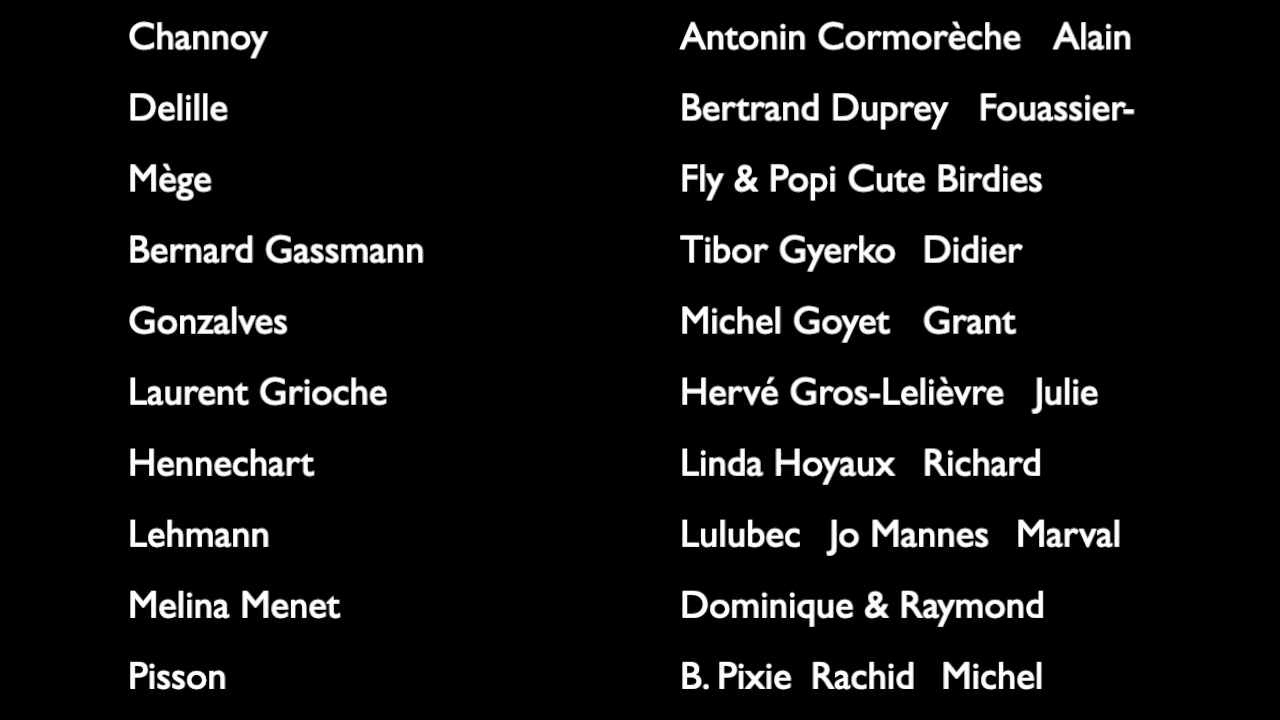 Channoy Antonin Cormorèche Alain
Delille Bertrand Duprey Fouassier-
Mège Fly & Popi Cute Birdies
Bernard Gassmann Tibor Gyerko Didier
Gonzalves Michel Goyet Grant
Laurent Grioche Hervé Gros-Lelièvre Julie
Hennechart Linda Hoyaux Richard
Lehmann Lulubec Jo Mannes Marval
Melina Menet Dominique & Raymond
Pisson B. Pixie Rachid Michel